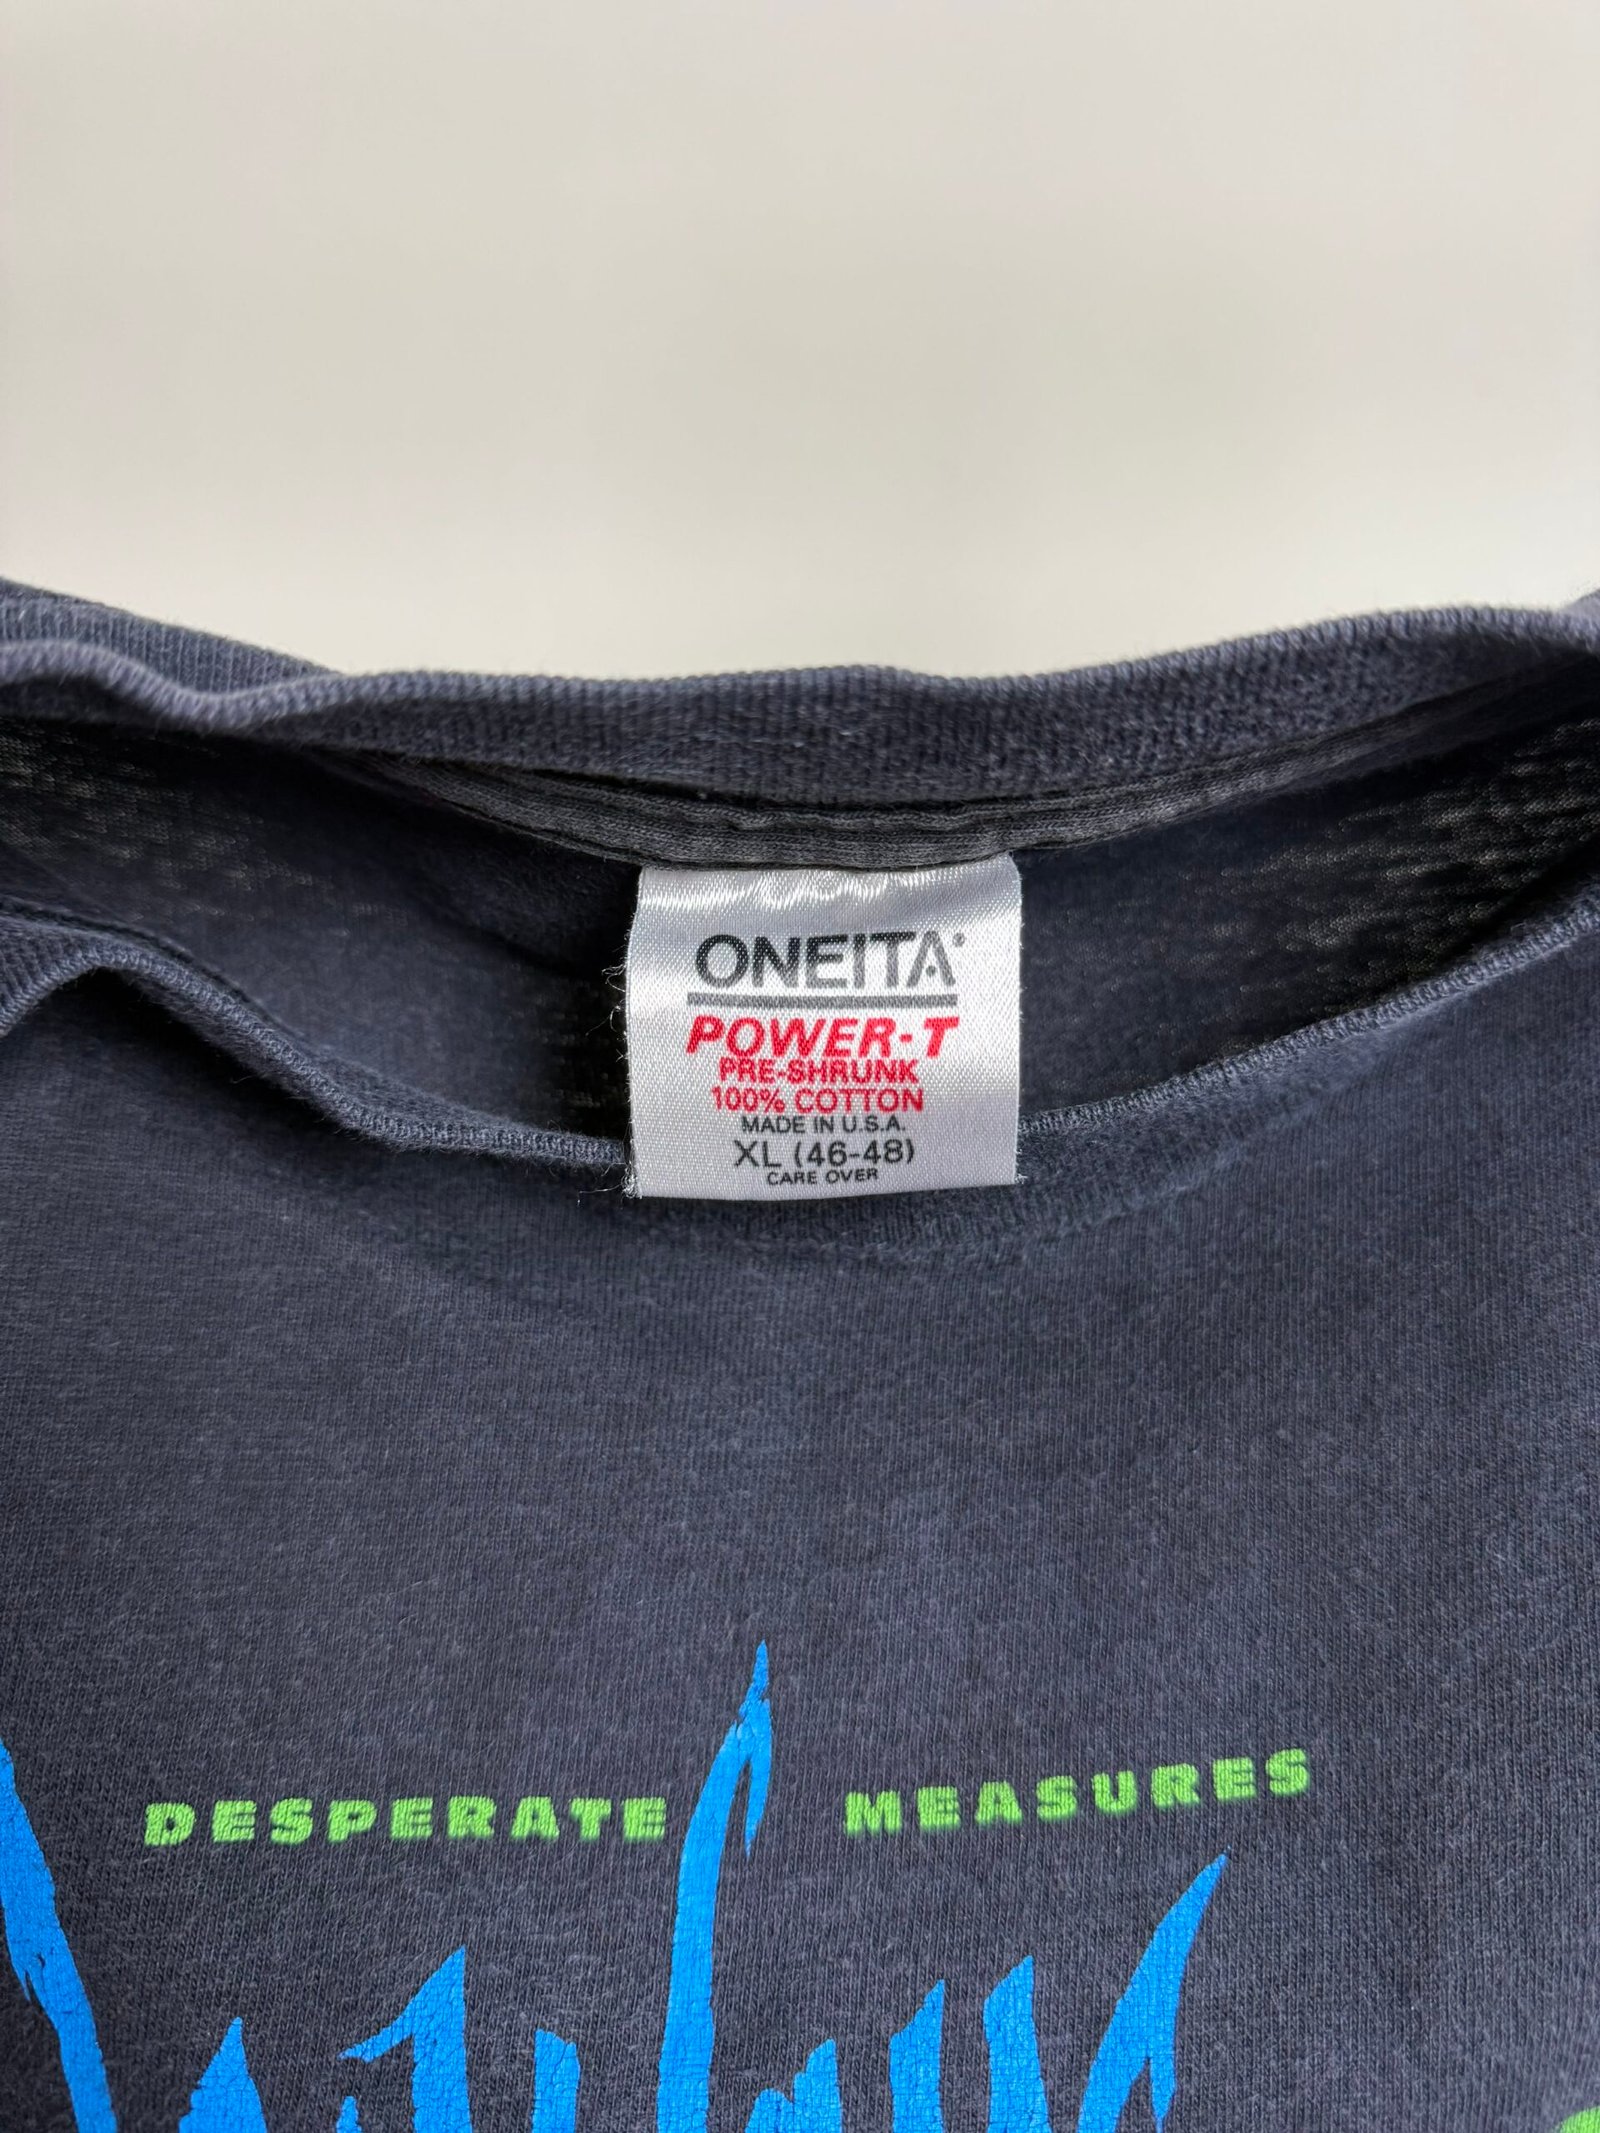 ONEITA®
POWER-T
PRE-SHRUNK
100% COTTON
MADE IN U.S.A.
XL (46-48)
CARE OVER
DESPERATE MEASURES